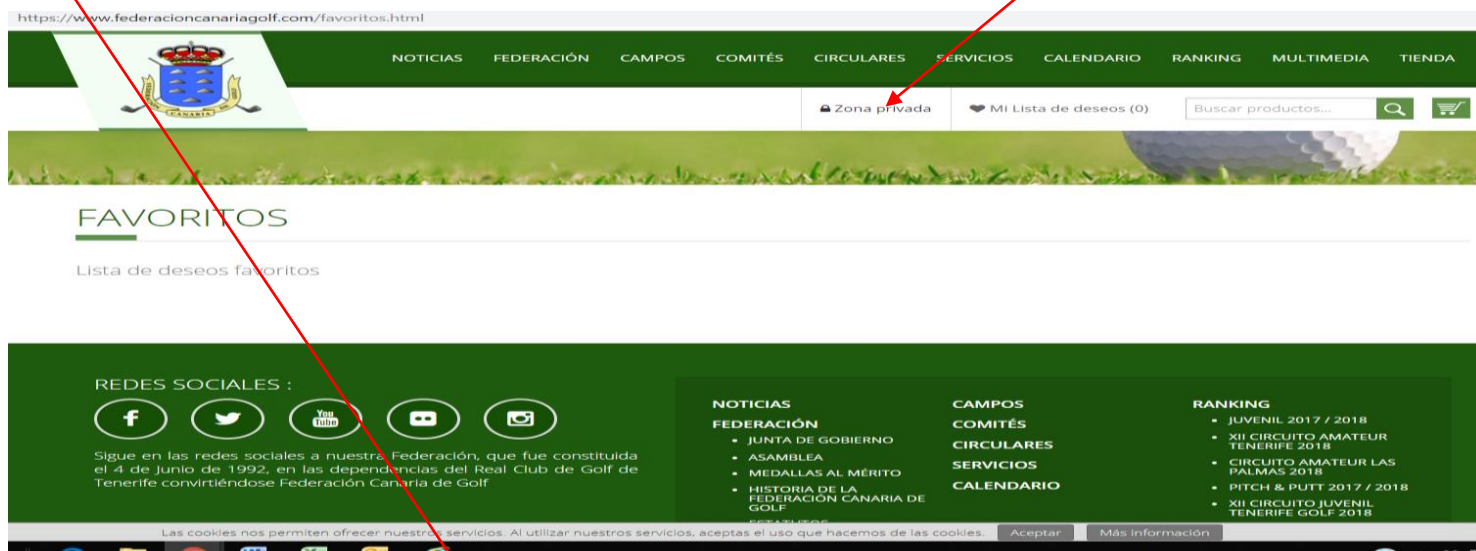 https://www.federacioncanariagolf.com/favoritos.html
NOTICIAS FEDERACIÓN CAMPOS COMITÉS CIRCULARES SERVICIOS CALENDARIO RANKING MULTIMEDIA TIENDA
Zona privada Mi Lista de deseos (0) Buscar productos...
FEDERACIÓN CANARIA GOLF
FAVORITOS
Lista de deseos favoritos
REDES SOCIALES :
You Tube
Sigue en las redes sociales a nuestra Federación, que fue constituida
el 4 de Junio de 1992, en las dependencias del Real Club de Golf de
Tenerife convirtiéndose Federación Canaria de Golf
NOTICIAS
FEDERACIÓN
• JUNTA DE GOBIERNO
• ASAMBLEA
• MEDALLAS AL MÉRITO
• HISTORIA DE LA
FEDERACIÓN CANARIA DE
GOLF
ESTATUTOS
CAMPOS
COMITÉS
CIRCULARES
SERVICIOS
CALENDARIO
RANKING
• JUVENIL 2017 / 2018
• XII CIRCUITO AMATEUR
TENERIFE 2018
• CIRCUITO AMATEUR LAS
PALMAS 2018
• PITCH & PUTT 2017 / 2018
• XII CIRCUITO JUVENIL
TENERIFE GOLF 2018
Las cookies nos permiten ofrecer nuestros servicios. Al utilizar nuestros servicios, aceptas el uso que hacemos de las cookies. Aceptar Más información